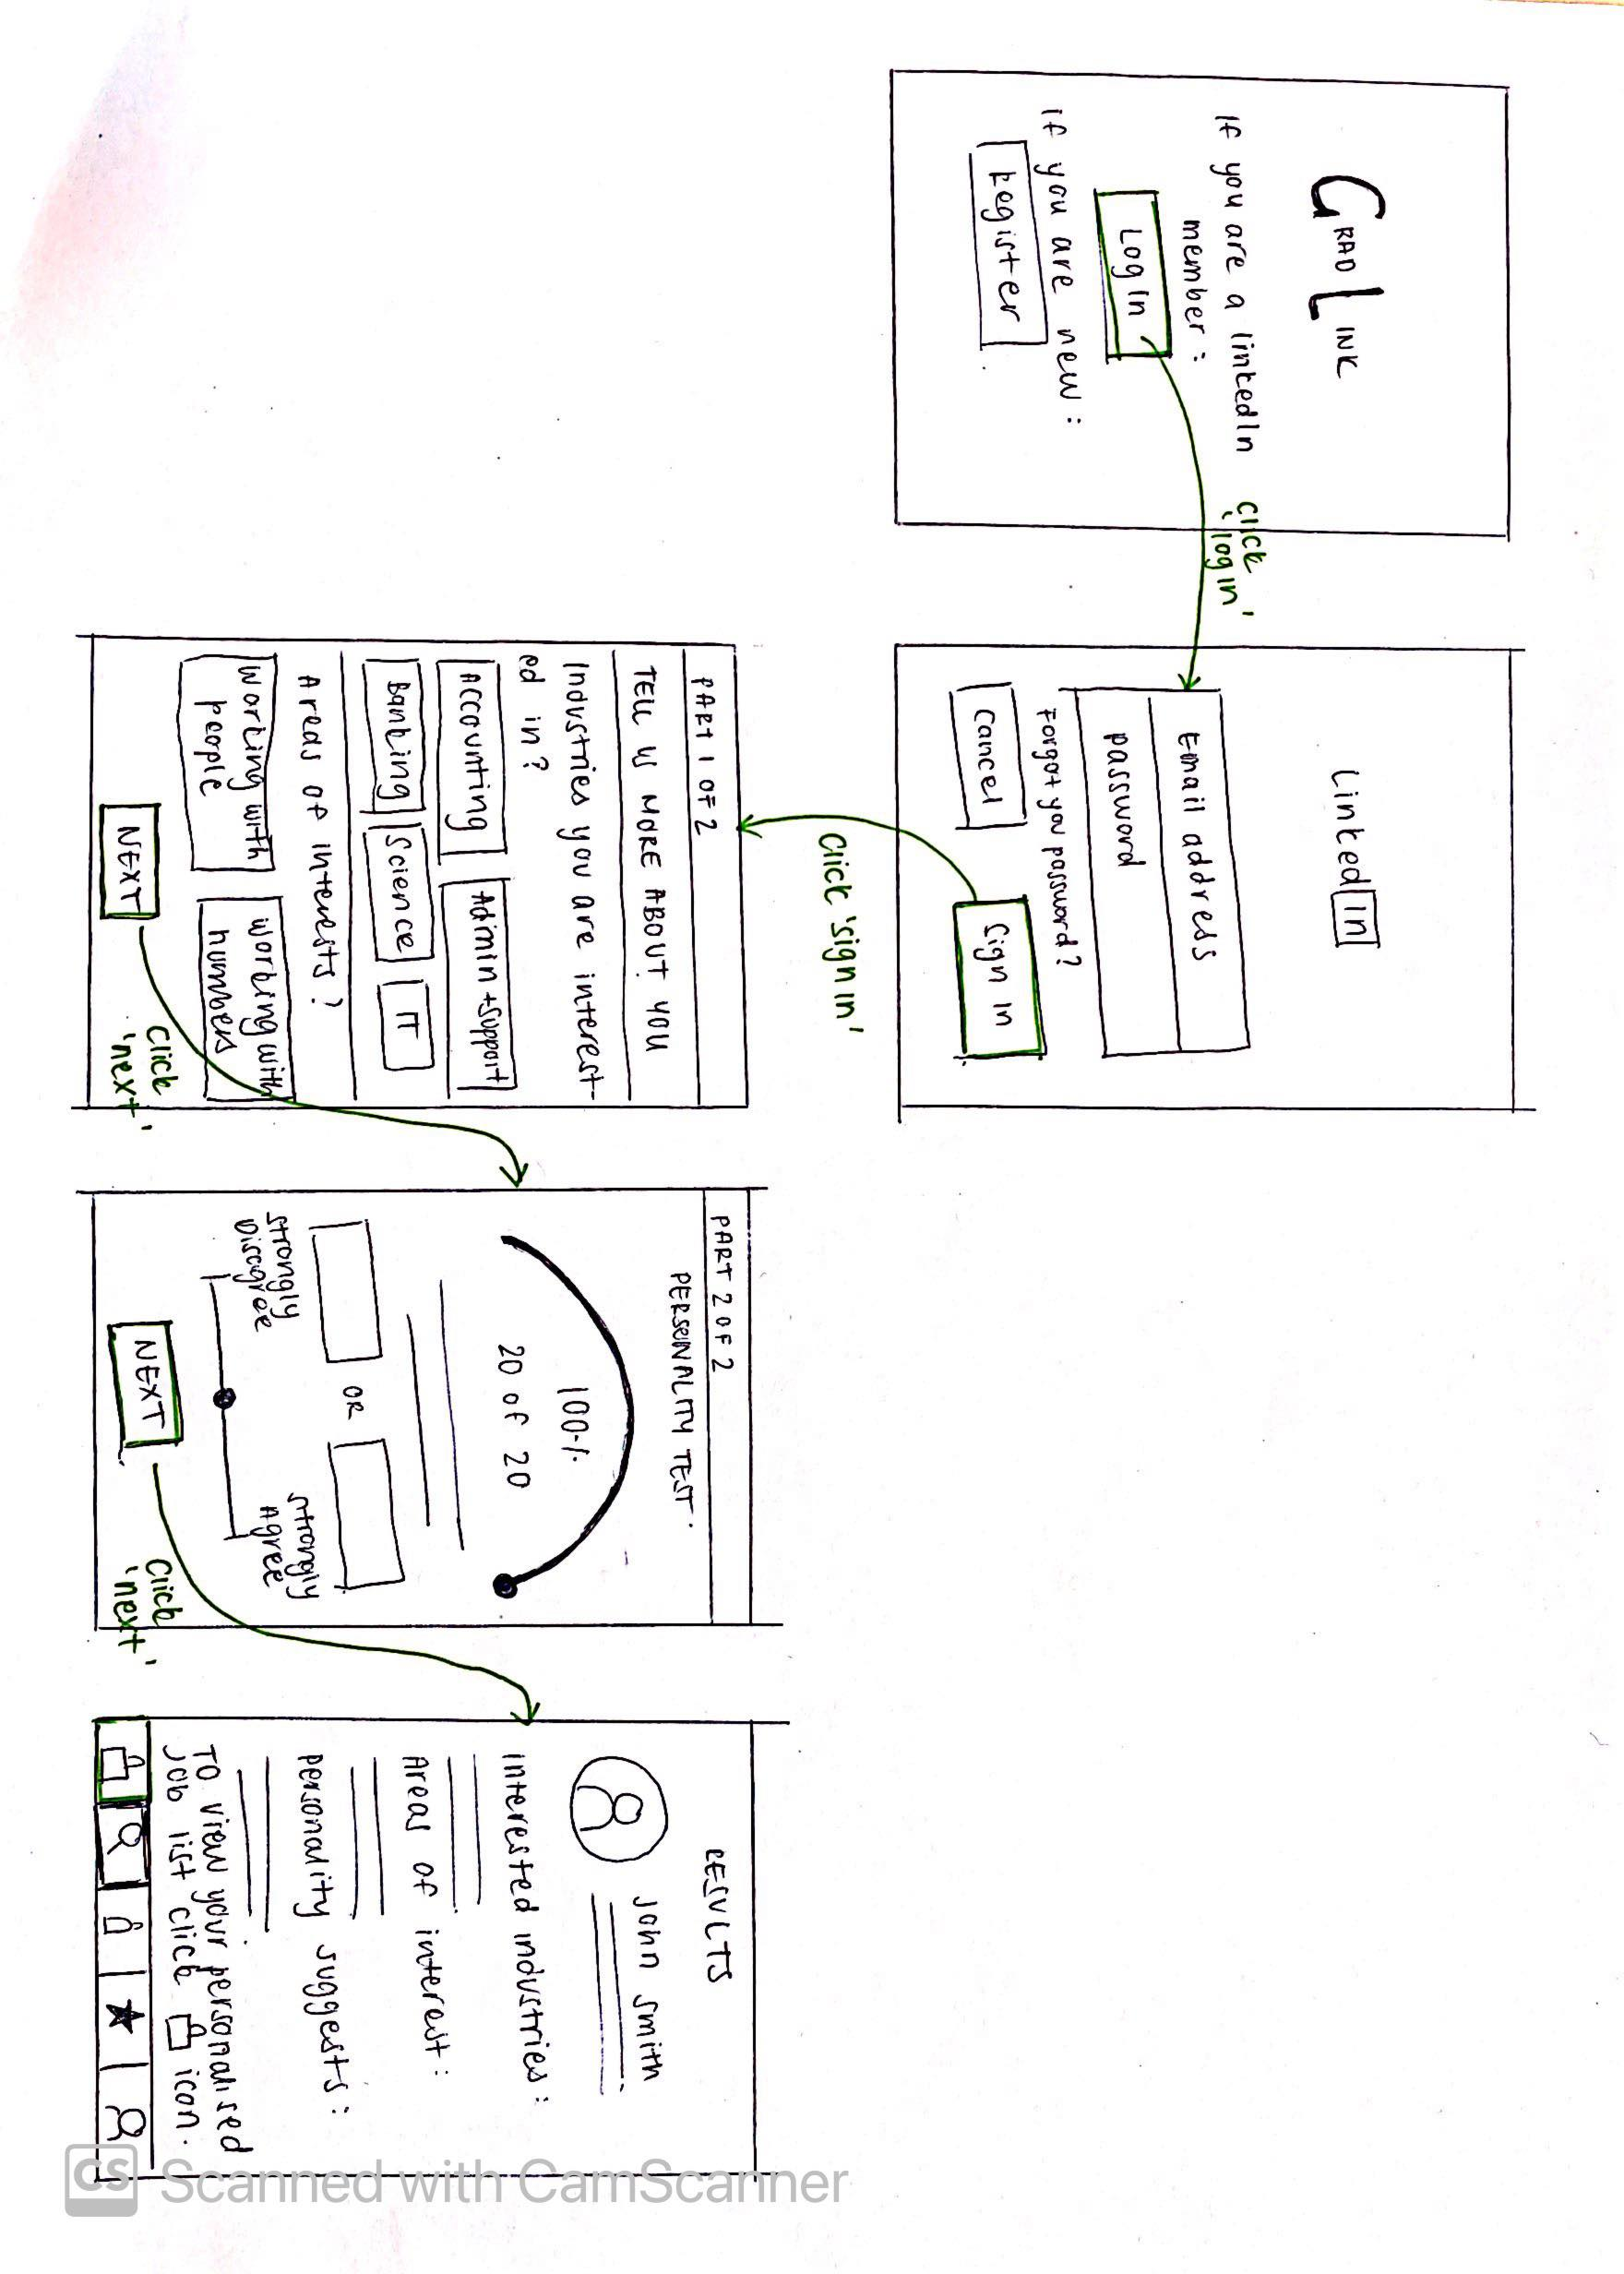 GRAD LINK
If you are a linkedIn
member :
Log In
If you are new :
Register
click
'log in'
Linked In
Email address
password
Forgot you password?
Cancel
Sign In
Click 'sign in'
PART 1 OF 2
TELL US MORE ABOUT YOU
Industries you are interest-
ed in?
Accounting
Admin + support
Banking
Science
IT
Areas of interests?
Working with
people
Working with
numbers
NEXT
Click
'next'
PART 2 OF 2
PERSONALITY TEST.
100%
20 of 20
OR
Strongly
Disagree
Strongly
Agree
NEXT
Click
'next'
RESULTS
John Smith
Interested industries:
Areas of interest:
personality suggests:
To view your personalised
Job list click icon.
CS Scanned with CamScanner